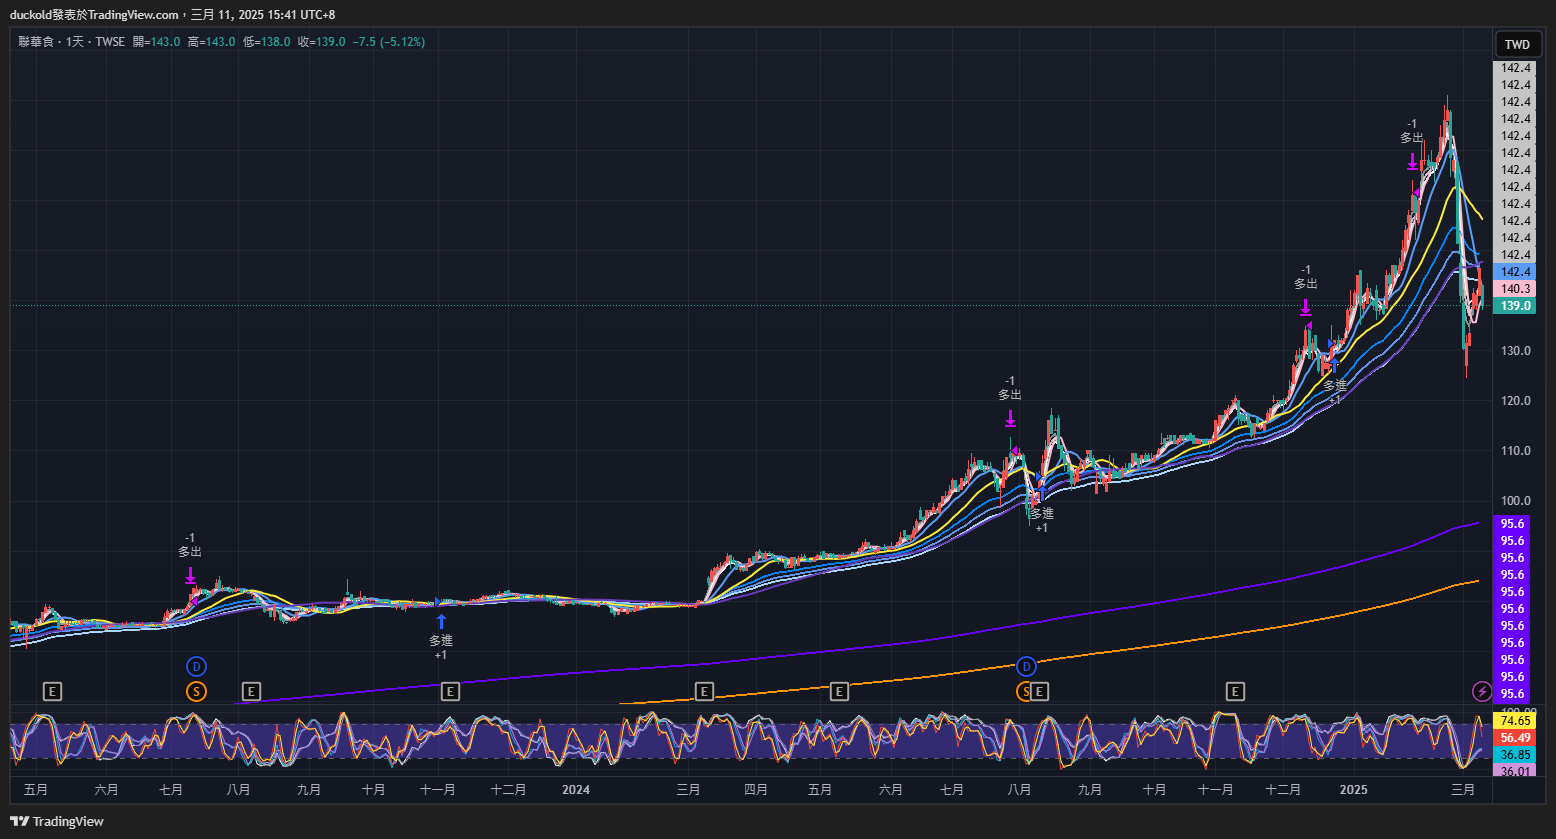 duckold發表於TradingView.com，三月 11, 2025 15:41 UTC+8
聯華食・1天・TWSE 開=143.0 高=143.0 低=138.0 收=139.0 −7.5 (−5.12%)
TWD
142.4
142.4
142.4
142.4
142.4
142.4
142.4
142.4
142.4
142.4
142.4
142.4
142.4
140.3
139.0
130.0
120.0
110.0
100.0
95.6
95.6
95.6
95.6
95.6
95.6
95.6
95.6
95.6
95.6
95.6
-1
多出
-1
多出
多進
+1
-1
多出
多進
+1
-1
多出
多進
+1
D
D
E
S
E
E
E
E
S
E
E
74.65
56.49
36.85
36.01
五月 六月 七月 八月 九月 十月 十一月 十二月 2024 三月 四月 五月 六月 七月 八月 九月 十月 十一月 十二月 2025 三月
TradingView